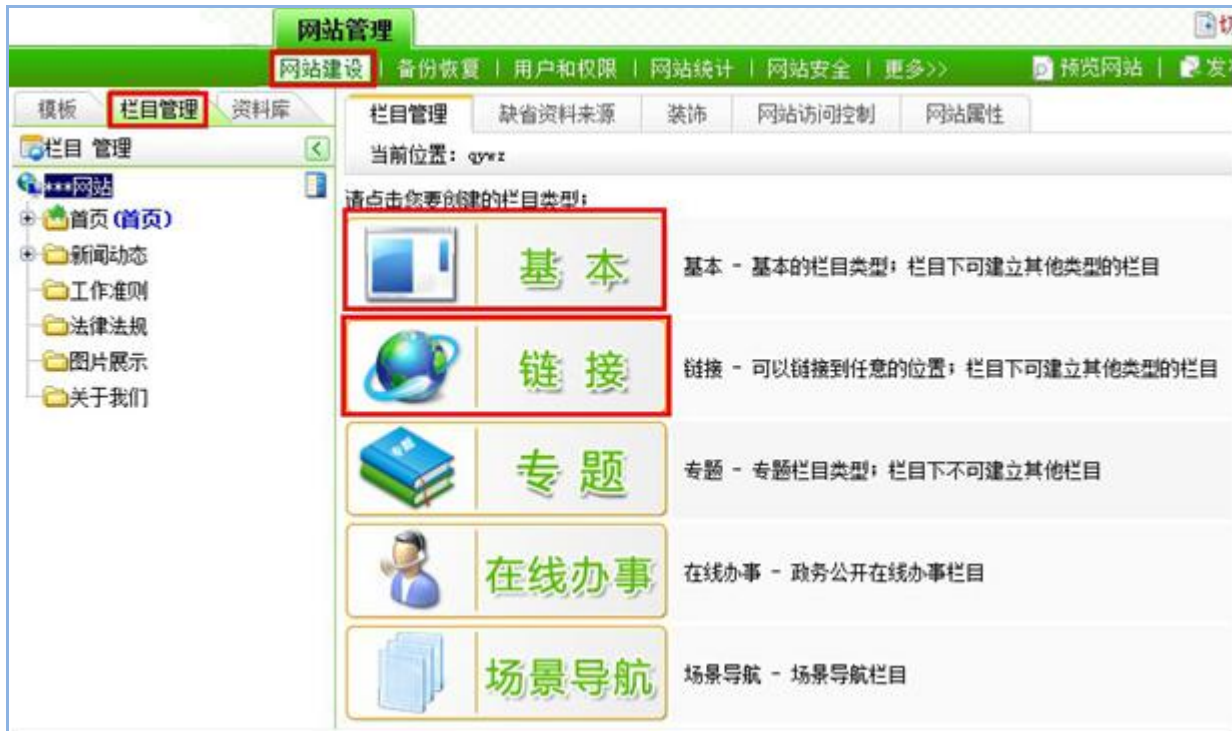 网站管理
网站建设 | 备份恢复 | 用户和权限 | 网站统计 | 网站安全 | 更多>> 预览网站 |
模板 栏目管理 资料库
栏目管理 缺省资料来源 装饰 网站访问控制 网站属性
栏目 管理
当前位置: qywz
***网站
请点击您要创建的栏目类型:
首页(首页)
新闻动态
工作准则
法律法规
图片展示
关于我们
基本
基本 - 基本的栏目类型; 栏目下可建立其他类型的栏目
链接
链接 - 可以链接到任意的位置; 栏目下可建立其他类型的栏目
专题
专题 - 专题栏目类型; 栏目下不可建立其他栏目
在线办事
在线办事 - 政务公开在线办事栏目
场景导航
场景导航 - 场景导航栏目